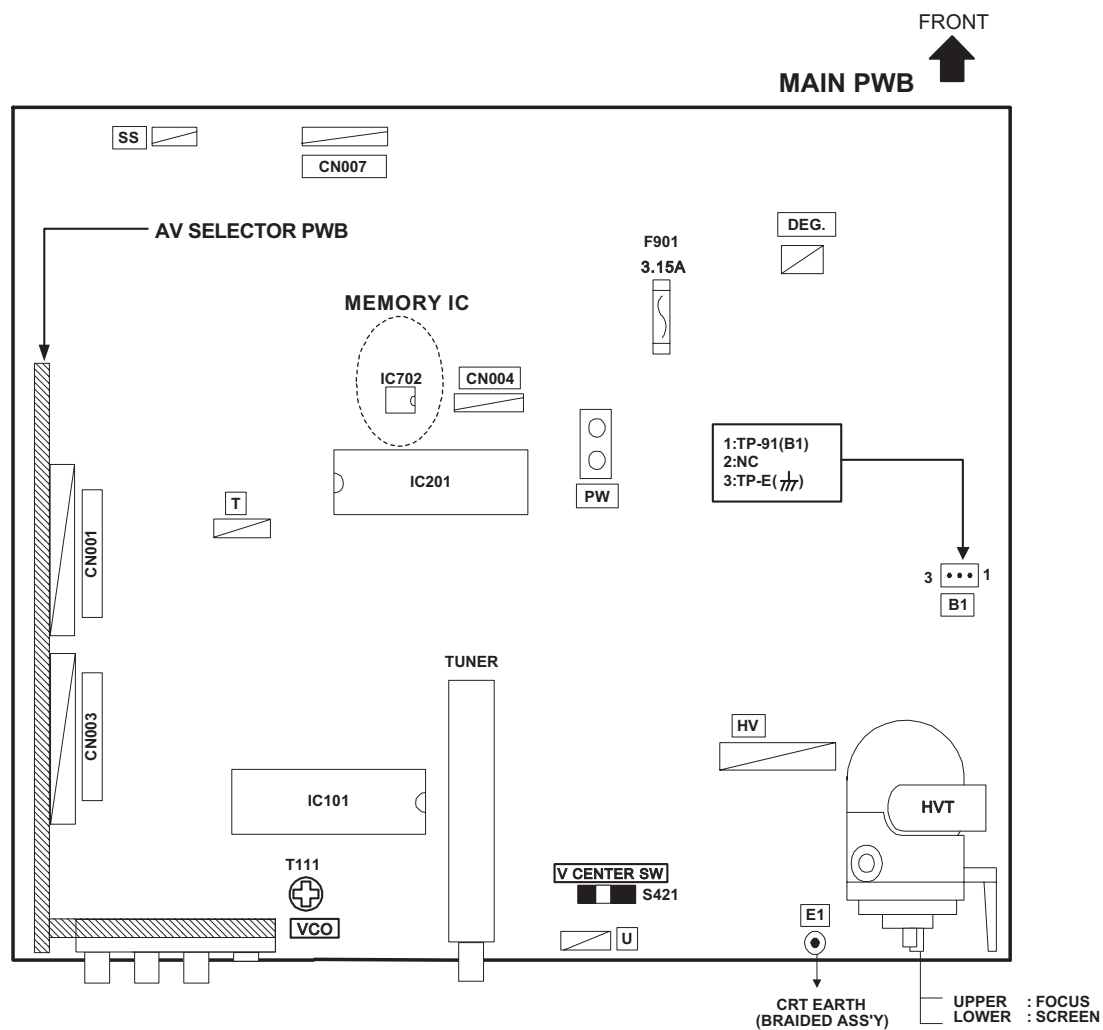 FRONT
MAIN PWB
SS
CN007
AV SELECTOR PWB
DEG.
F901
3.15A
MEMORY IC
IC702
CN004
1:TP-91(B1)
2:NC
3:TP-E( )
IC201
PW
T
CN001
3
1
B1
TUNER
CN003
HV
IC101
HVT
T111
V CENTER SW
S421
VCO
U
E1
CRT EARTH
(BRAIDED ASS'Y)
UPPER : FOCUS
LOWER : SCREEN